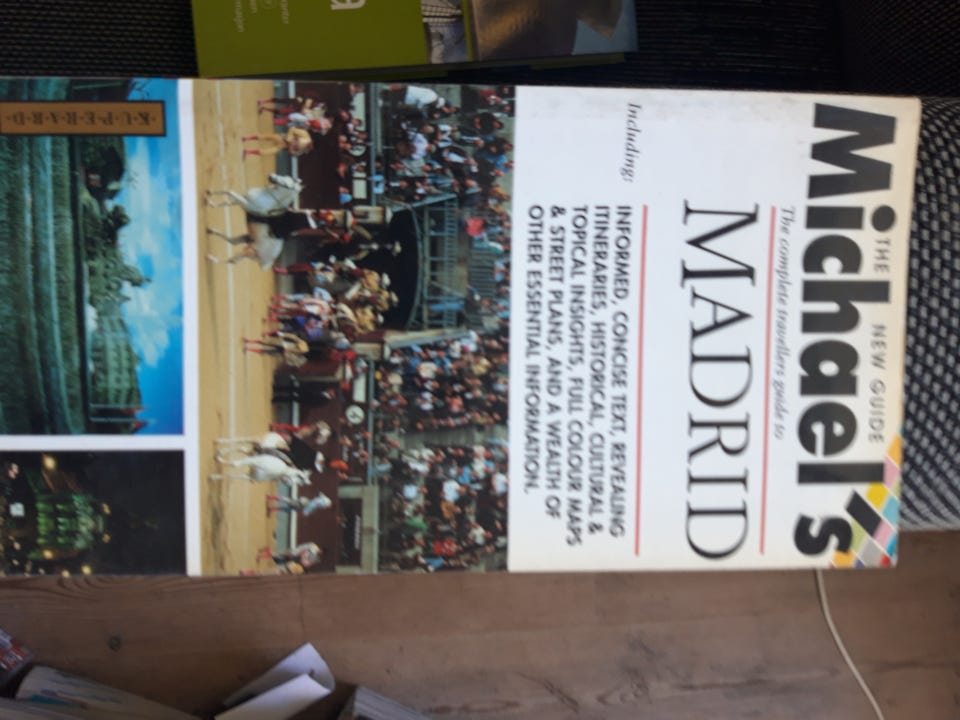 THE NEW GUIDE
Michael's
The complete travellers guide to
MADRID
Including:
INFORMED, CONCISE TEXT, REVEALING
ITINERARIES, HISTORICAL, CULTURAL &
TOPICAL INSIGHTS, FULL COLOUR MAPS
& STREET PLANS, AND A WEALTH OF
OTHER ESSENTIAL INFORMATION.
·K·U·P·E·R·A·R·D·